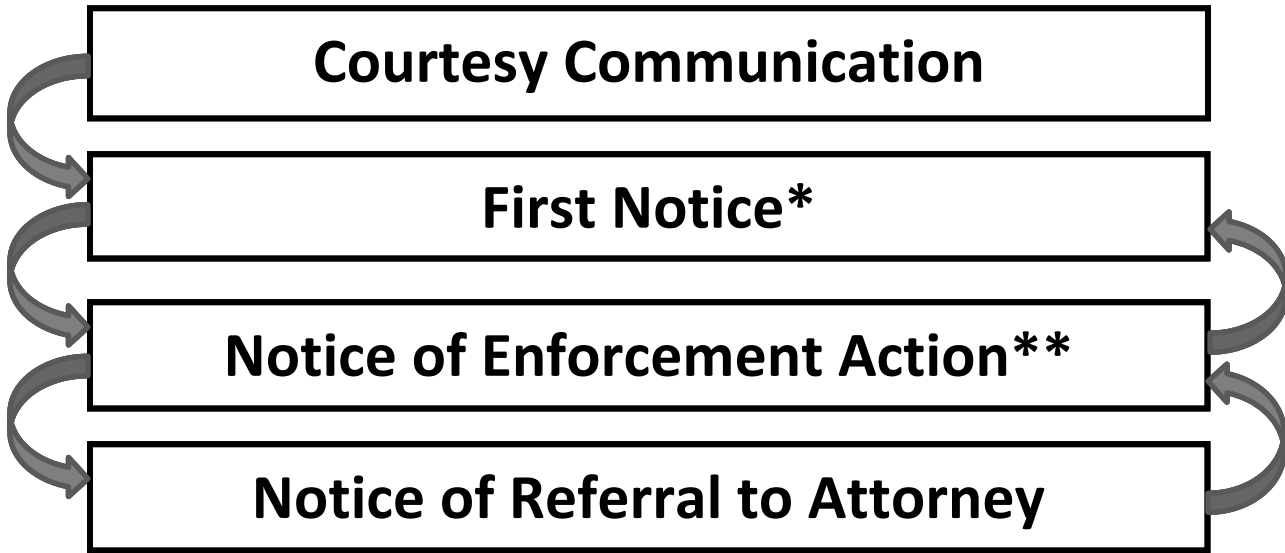 Courtesy Communication
First Notice*
Notice of Enforcement Action**
Notice of Referral to Attorney